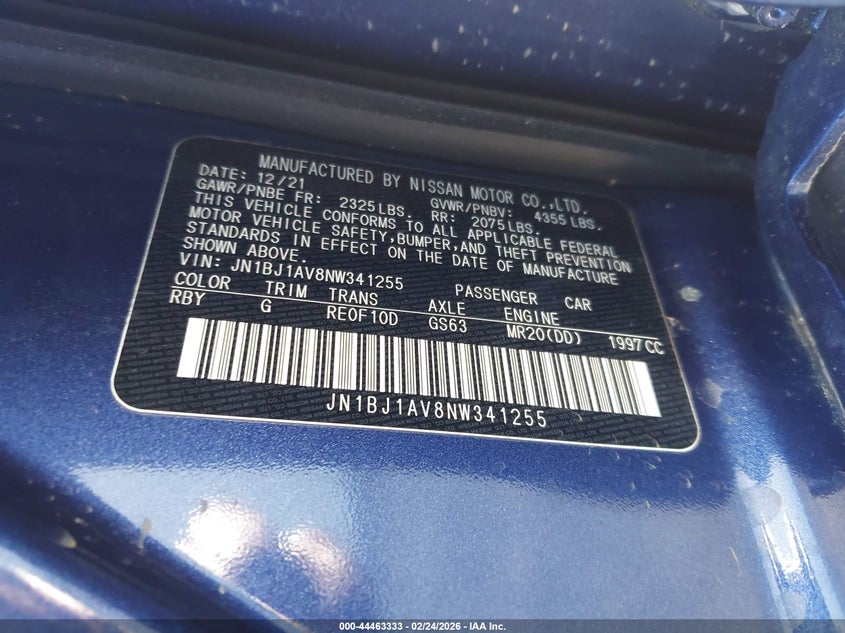 MANUFACTURED BY NISSAN MOTOR CO.,LTD.
DATE: 12/21 GVWR/PNBV: 4355 LBS.
GAWR/PNBE FR: 2325LBS. RR: 2075LBS.
THIS VEHICLE CONFORMS TO ALL APPLICABLE FEDERAL
MOTOR VEHICLE SAFETY,BUMPER,AND THEFT PREVENTION
STANDARDS IN EFFECT ON THE DATE OF MANUFACTURE
SHOWN ABOVE.
VIN: JN1BJ1AV8NW341255 PASSENGER CAR
COLOR TRIM TRANS AXLE ENGINE
RBY G RE0F10D GS63 MR20(DD) 1997CC
JN1BJ1AV8NW341255
000-44463333 - 02/24/2026 - IAA Inc.